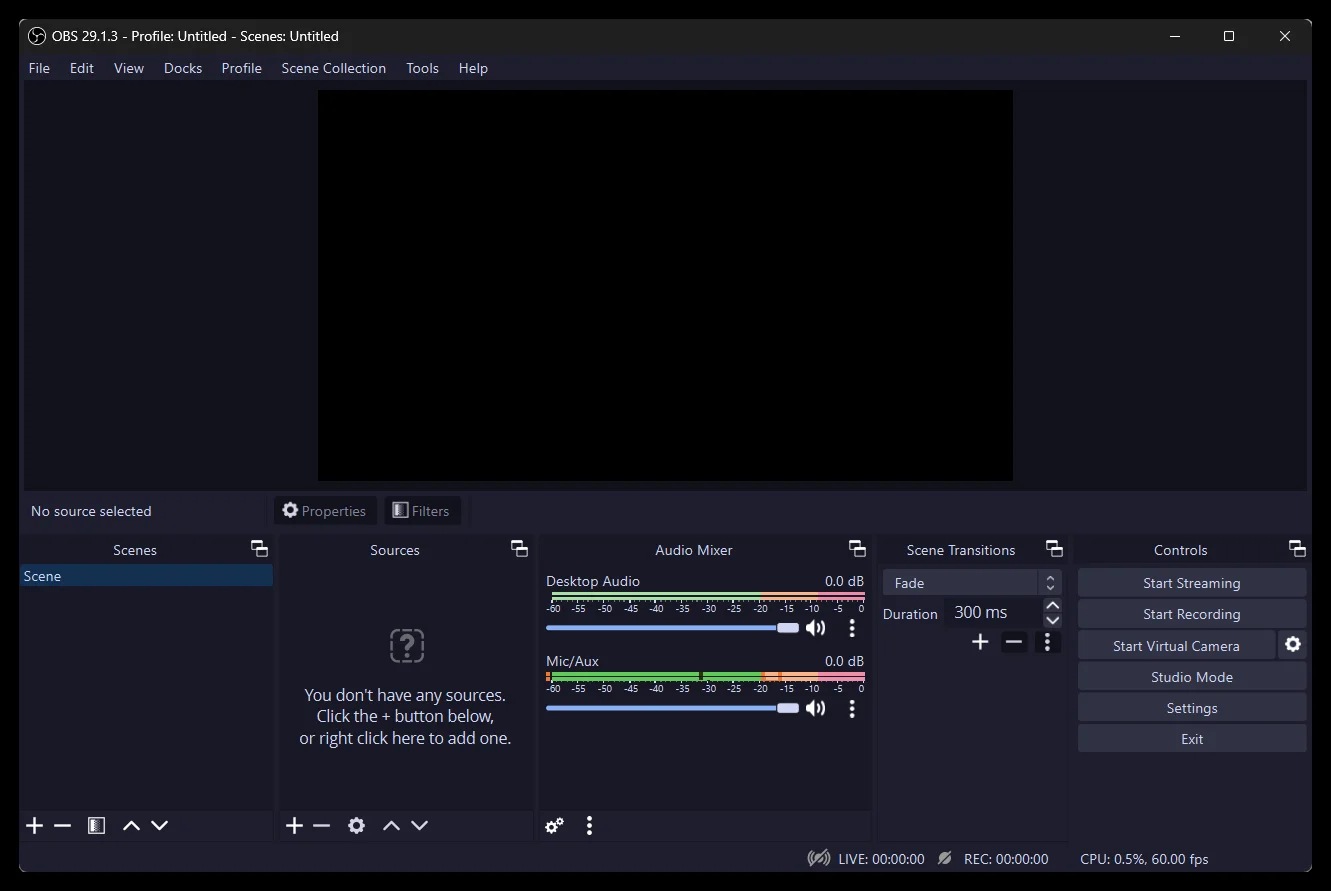 OBS 29.1.3 - Profile: Untitled - Scenes: Untitled
File Edit View Docks Profile Scene Collection Tools Help
No source selected Properties Filters
Scenes
Scene
Sources
You don't have any sources.
Click the + button below,
or right click here to add one.
Audio Mixer
Desktop Audio 0.0 dB
-60 -55 -50 -45 -40 -35 -30 -25 -20 -15 -10 -5 0
Mic/Aux 0.0 dB
-60 -55 -50 -45 -40 -35 -30 -25 -20 -15 -10 -5 0
Scene Transitions
Fade
Duration 300 ms
Controls
Start Streaming
Start Recording
Start Virtual Camera
Studio Mode
Settings
Exit
LIVE: 00:00:00 REC: 00:00:00 CPU: 0.5%, 60.00 fps